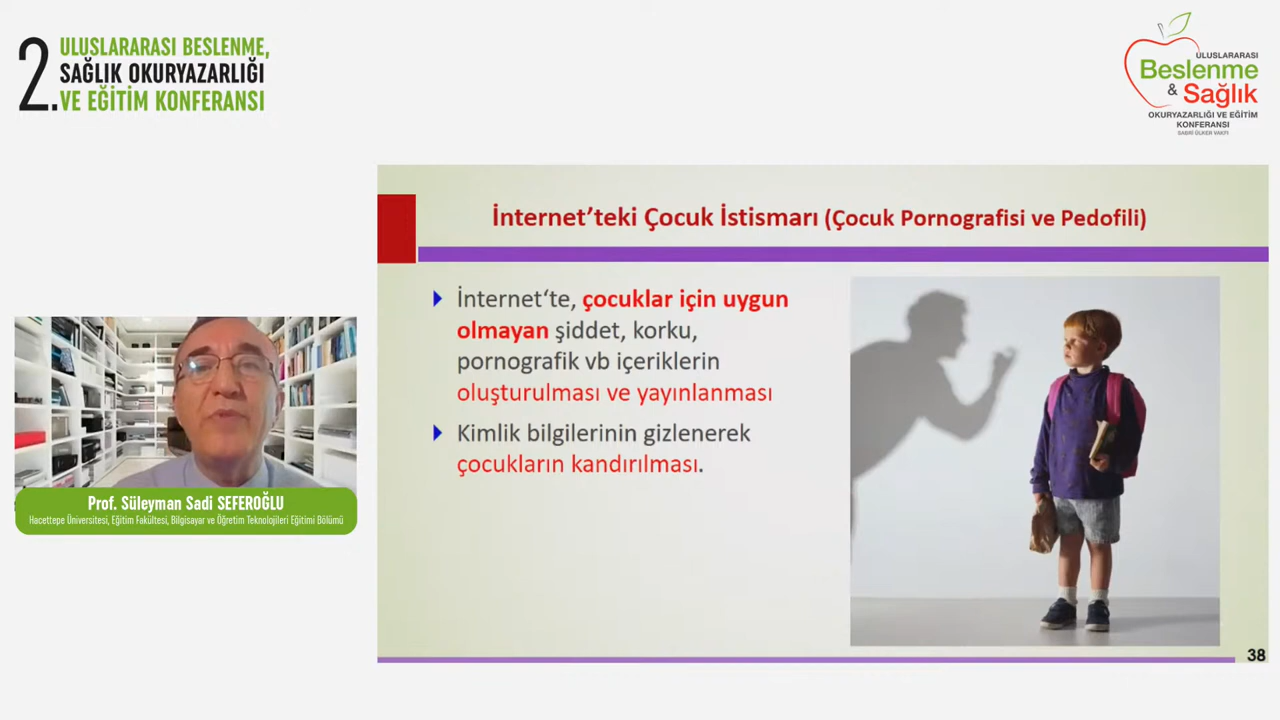 2. ULUSLARARASI BESLENME,
SAĞLIK OKURYAZARLIĞI
VE EĞİTİM KONFERANSI
ULUSLARARASI
Beslenme
& Sağlık
OKURYAZARLIĞI VE EĞİTİM
KONFERANSI
SABRİ ÜLKER VAKFI
İnternet’teki Çocuk İstismarı (Çocuk Pornografisi ve Pedofili)
İnternet‘te, çocuklar için uygun
olmayan şiddet, korku,
pornografik vb içeriklerin
oluşturulması ve yayınlanması
Kimlik bilgilerinin gizlenerek
çocukların kandırılması.
38
Prof. Süleyman Sadi SEFEROĞLU
Hacettepe Üniversitesi, Eğitim Fakültesi, Bilgisayar ve Öğretim Teknolojileri Eğitimi Bölümü